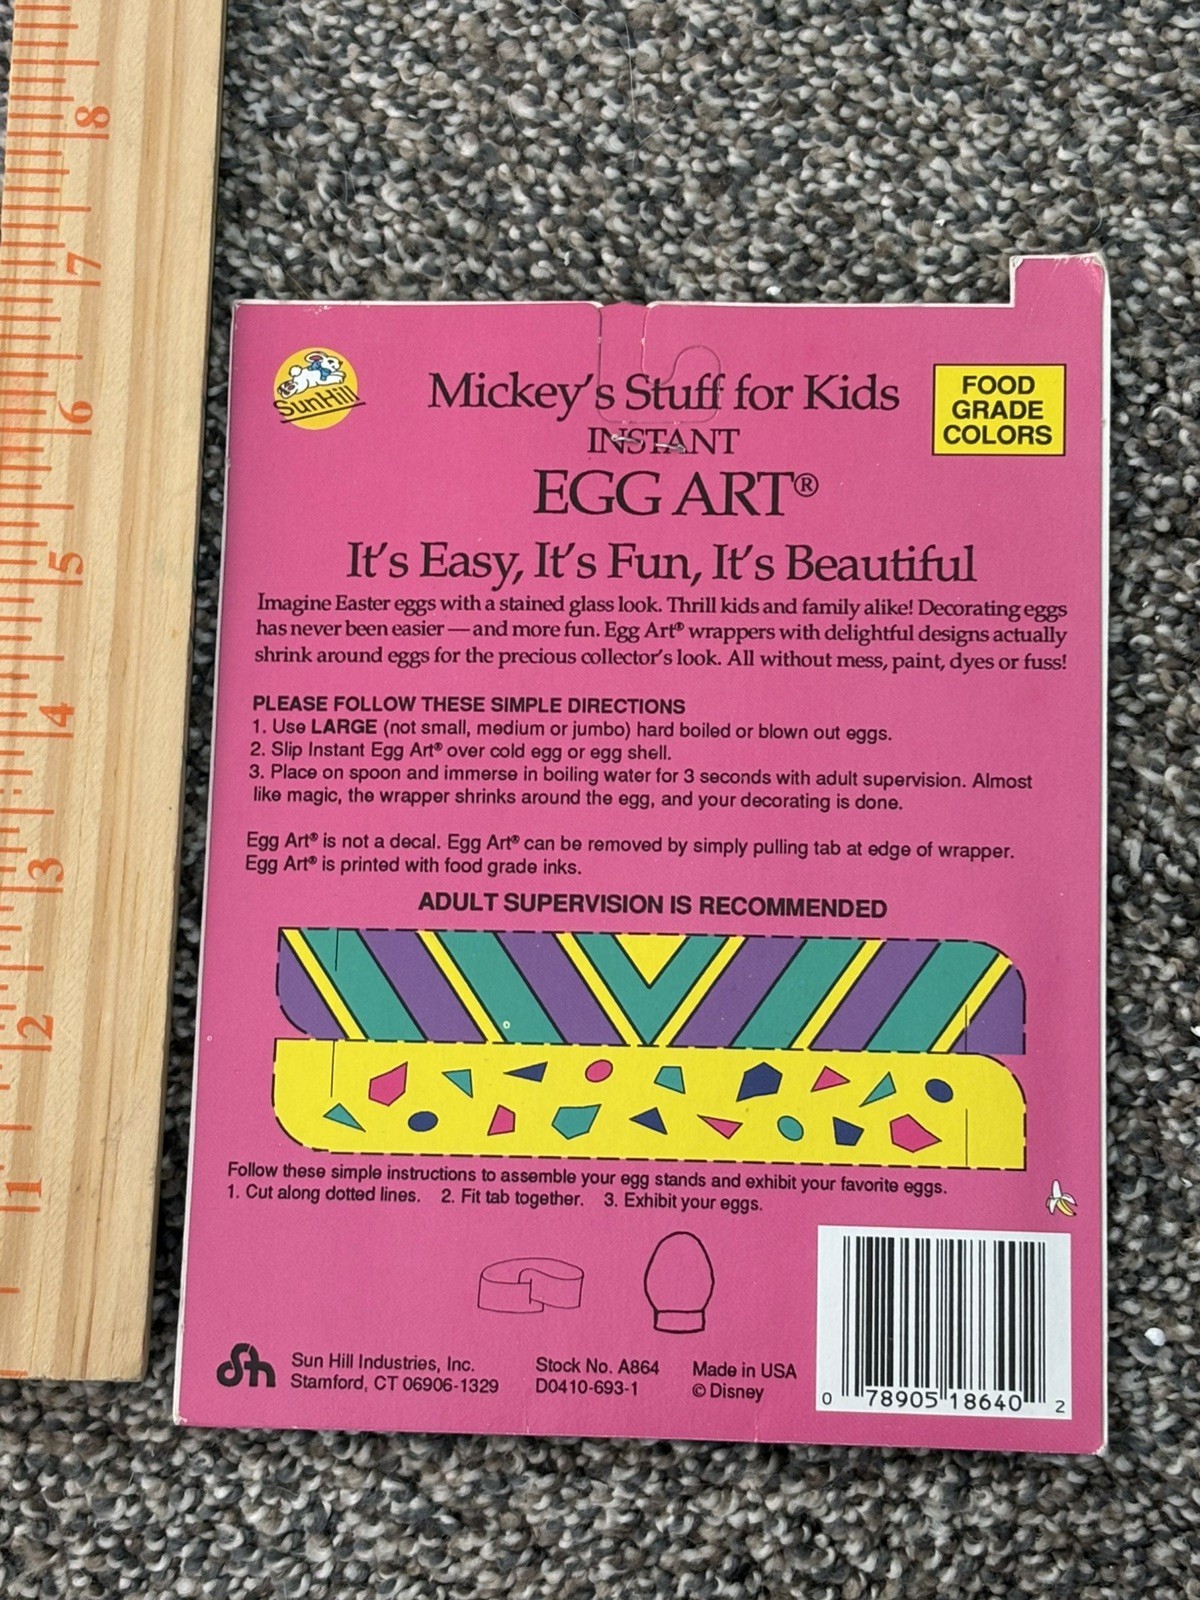 8
7
6
5
4
3
2
1
SunHill
Mickey's Stuff for Kids
INSTANT
EGG ART®
FOOD
GRADE
COLORS
It's Easy, It's Fun, It's Beautiful
Imagine Easter eggs with a stained glass look. Thrill kids and family alike! Decorating eggs
has never been easier — and more fun. Egg Art® wrappers with delightful designs actually
shrink around eggs for the precious collector's look. All without mess, paint, dyes or fuss!
PLEASE FOLLOW THESE SIMPLE DIRECTIONS
1. Use LARGE (not small, medium or jumbo) hard boiled or blown out eggs.
2. Slip Instant Egg Art® over cold egg or egg shell.
3. Place on spoon and immerse in boiling water for 3 seconds with adult supervision. Almost
like magic, the wrapper shrinks around the egg, and your decorating is done.
Egg Art® is not a decal. Egg Art® can be removed by simply pulling tab at edge of wrapper.
Egg Art® is printed with food grade inks.
ADULT SUPERVISION IS RECOMMENDED
Follow these simple instructions to assemble your egg stands and exhibit your favorite eggs.
1. Cut along dotted lines. 2. Fit tab together. 3. Exhibit your eggs.
sh
Sun Hill Industries, Inc.
Stamford, CT 06906-1329
Stock No. A864
D0410-693-1
Made in USA
© Disney
0 78905 18640 2